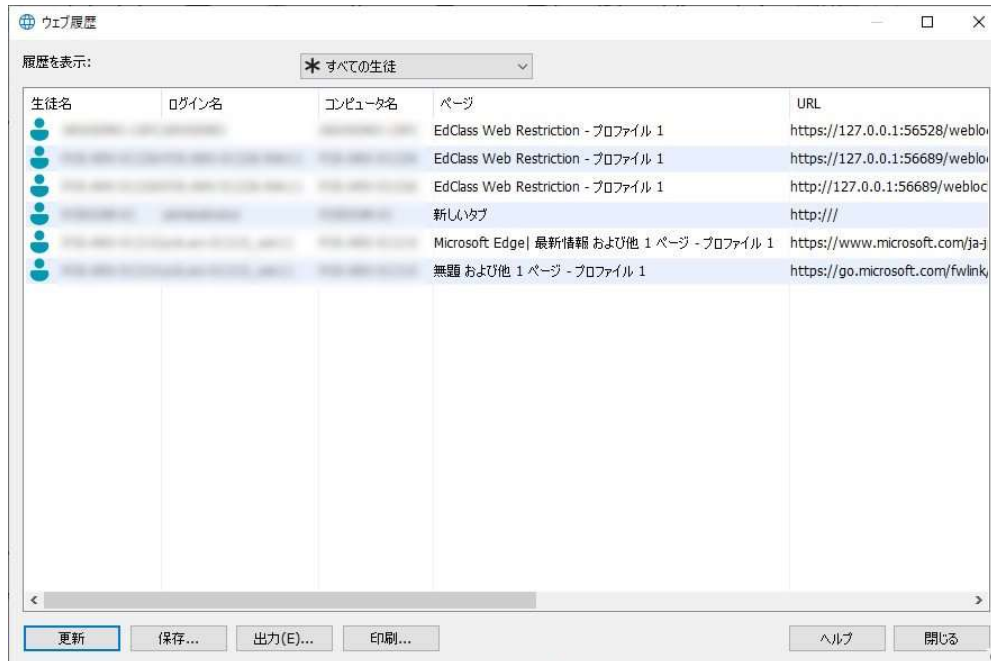 ウェブ履歴
履歴を表示: すべての生徒
生徒名 ログイン名 コンピュータ名 ページ URL
EdClass Web Restriction - プロファイル 1 https://127.0.0.1:56528/weblo
EdClass Web Restriction - プロファイル 1 https://127.0.0.1:56689/weblo
EdClass Web Restriction - プロファイル 1 http://127.0.0.1:56689/webloc
新しいタブ http:///
Microsoft Edge| 最新情報 および他 1 ページ - プロファイル 1 https://www.microsoft.com/ja-j
無題 および他 1 ページ - プロファイル 1 https://go.microsoft.com/fwlink/
更新 保存... 出力(E)... 印刷... ヘルプ 閉じる